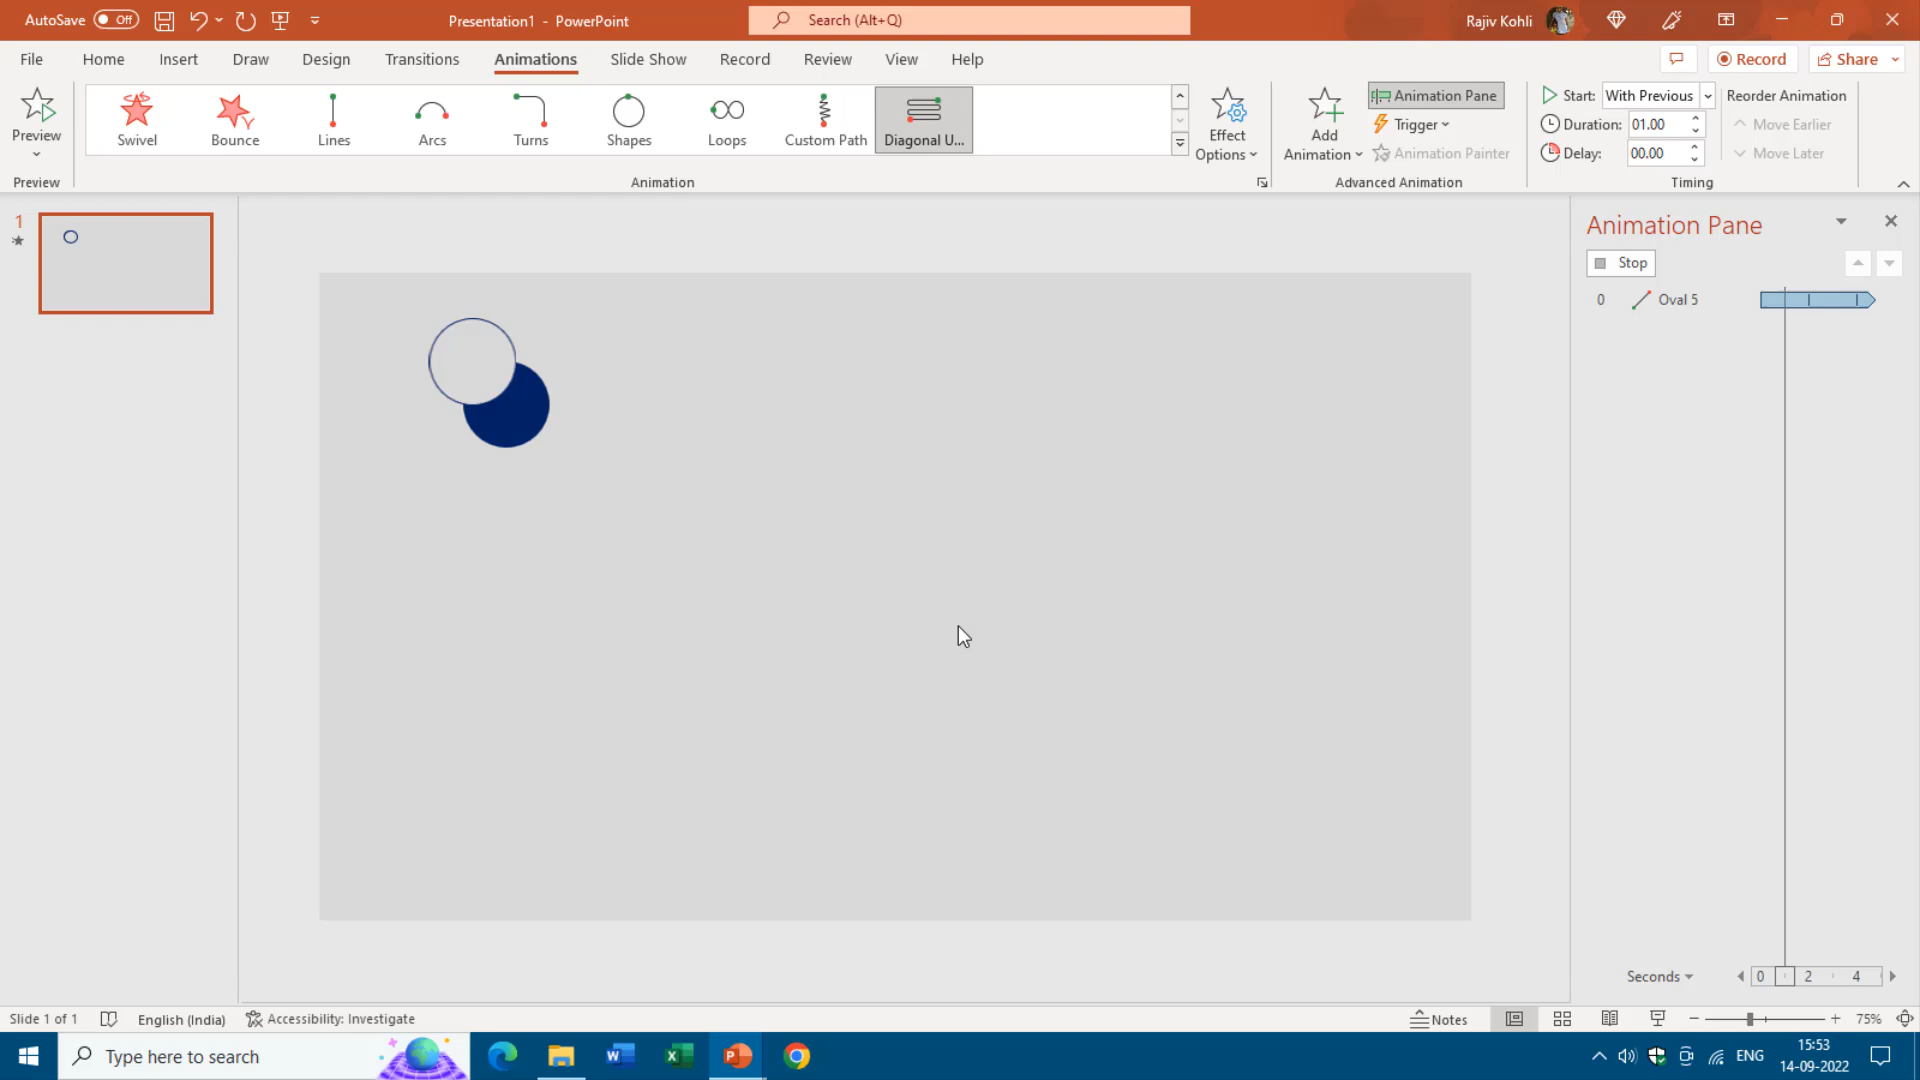 AutoSave Off
Presentation1 - PowerPoint
Search (Alt+Q)
Rajiv Kohli
File Home Insert Draw Design Transitions Animations Slide Show Record Review View Help
Record Share
Preview
Swivel Bounce Lines Arcs Turns Shapes Loops Custom Path Diagonal U...
Effect
Options
Add
Animation
Animation Pane
Trigger
Animation Painter
Start: With Previous
Duration: 01.00
Delay: 00.00
Reorder Animation
Move Earlier
Move Later
Preview Animation Advanced Animation Timing
1
Animation Pane
Stop
0 Oval 5
Seconds 0 2 4
Slide 1 of 1 English (India) Accessibility: Investigate Notes 75%
Type here to search
W X P
ENG
15:53
14-09-2022